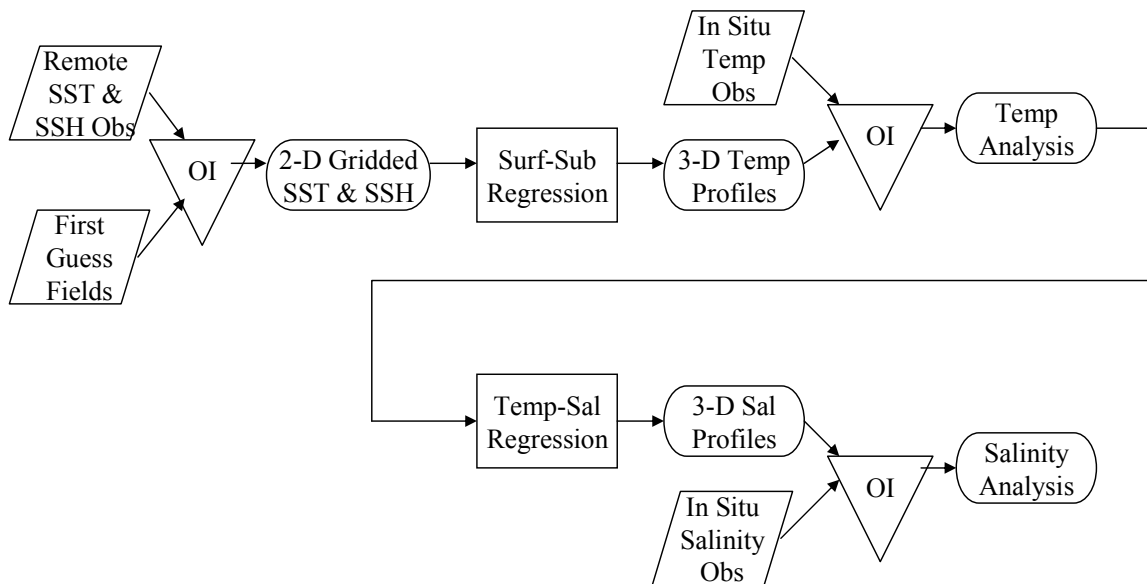 Remote
SST &
SSH Obs
First
Guess
Fields
OI
2-D Gridded
SST & SSH
Surf-Sub
Regression
3-D Temp
Profiles
In Situ
Temp
Obs
OI
Temp
Analysis
Temp-Sal
Regression
3-D Sal
Profiles
In Situ
Salinity
Obs
OI
Salinity
Analysis